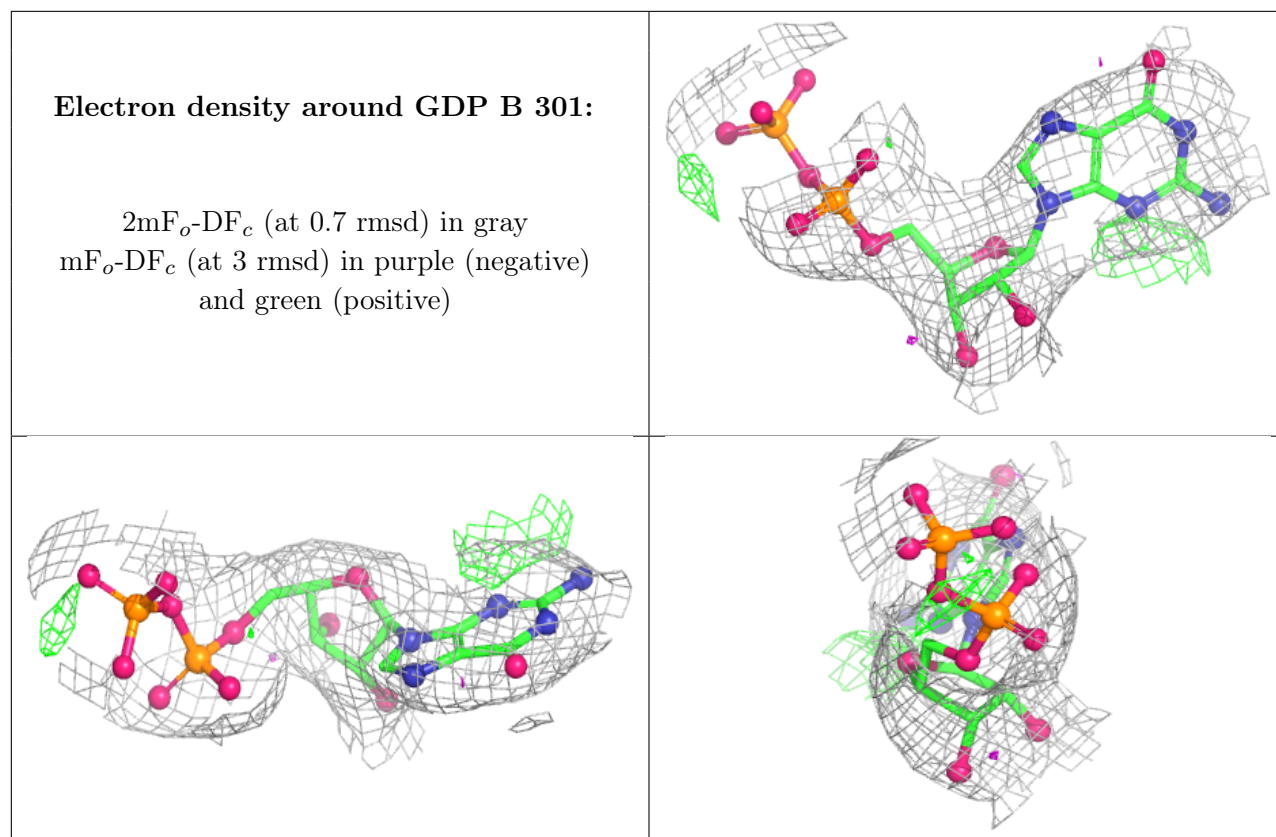 Electron density around GDP B 301:
2mFₒ-DF𝑐 (at 0.7 rmsd) in gray
mFₒ-DF𝑐 (at 3 rmsd) in purple (negative)
and green (positive)